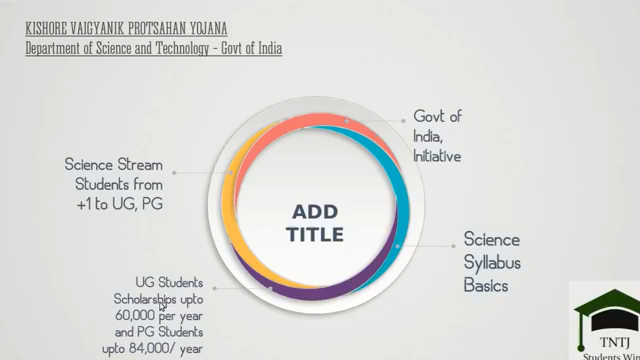 KISHORE VAIGYANIK PROTSAHAN YOJANA
Department of Science and Technology - Govt of India
Govt of
India,
Initiative
Science Stream
Students from
+1 to UG, PG
ADD
TITLE
Science
Syllabus
Basics
UG Students
Scholarships upto
60,000 per year
and PG Students
upto 84,000/ year
TNTJ
Students Win